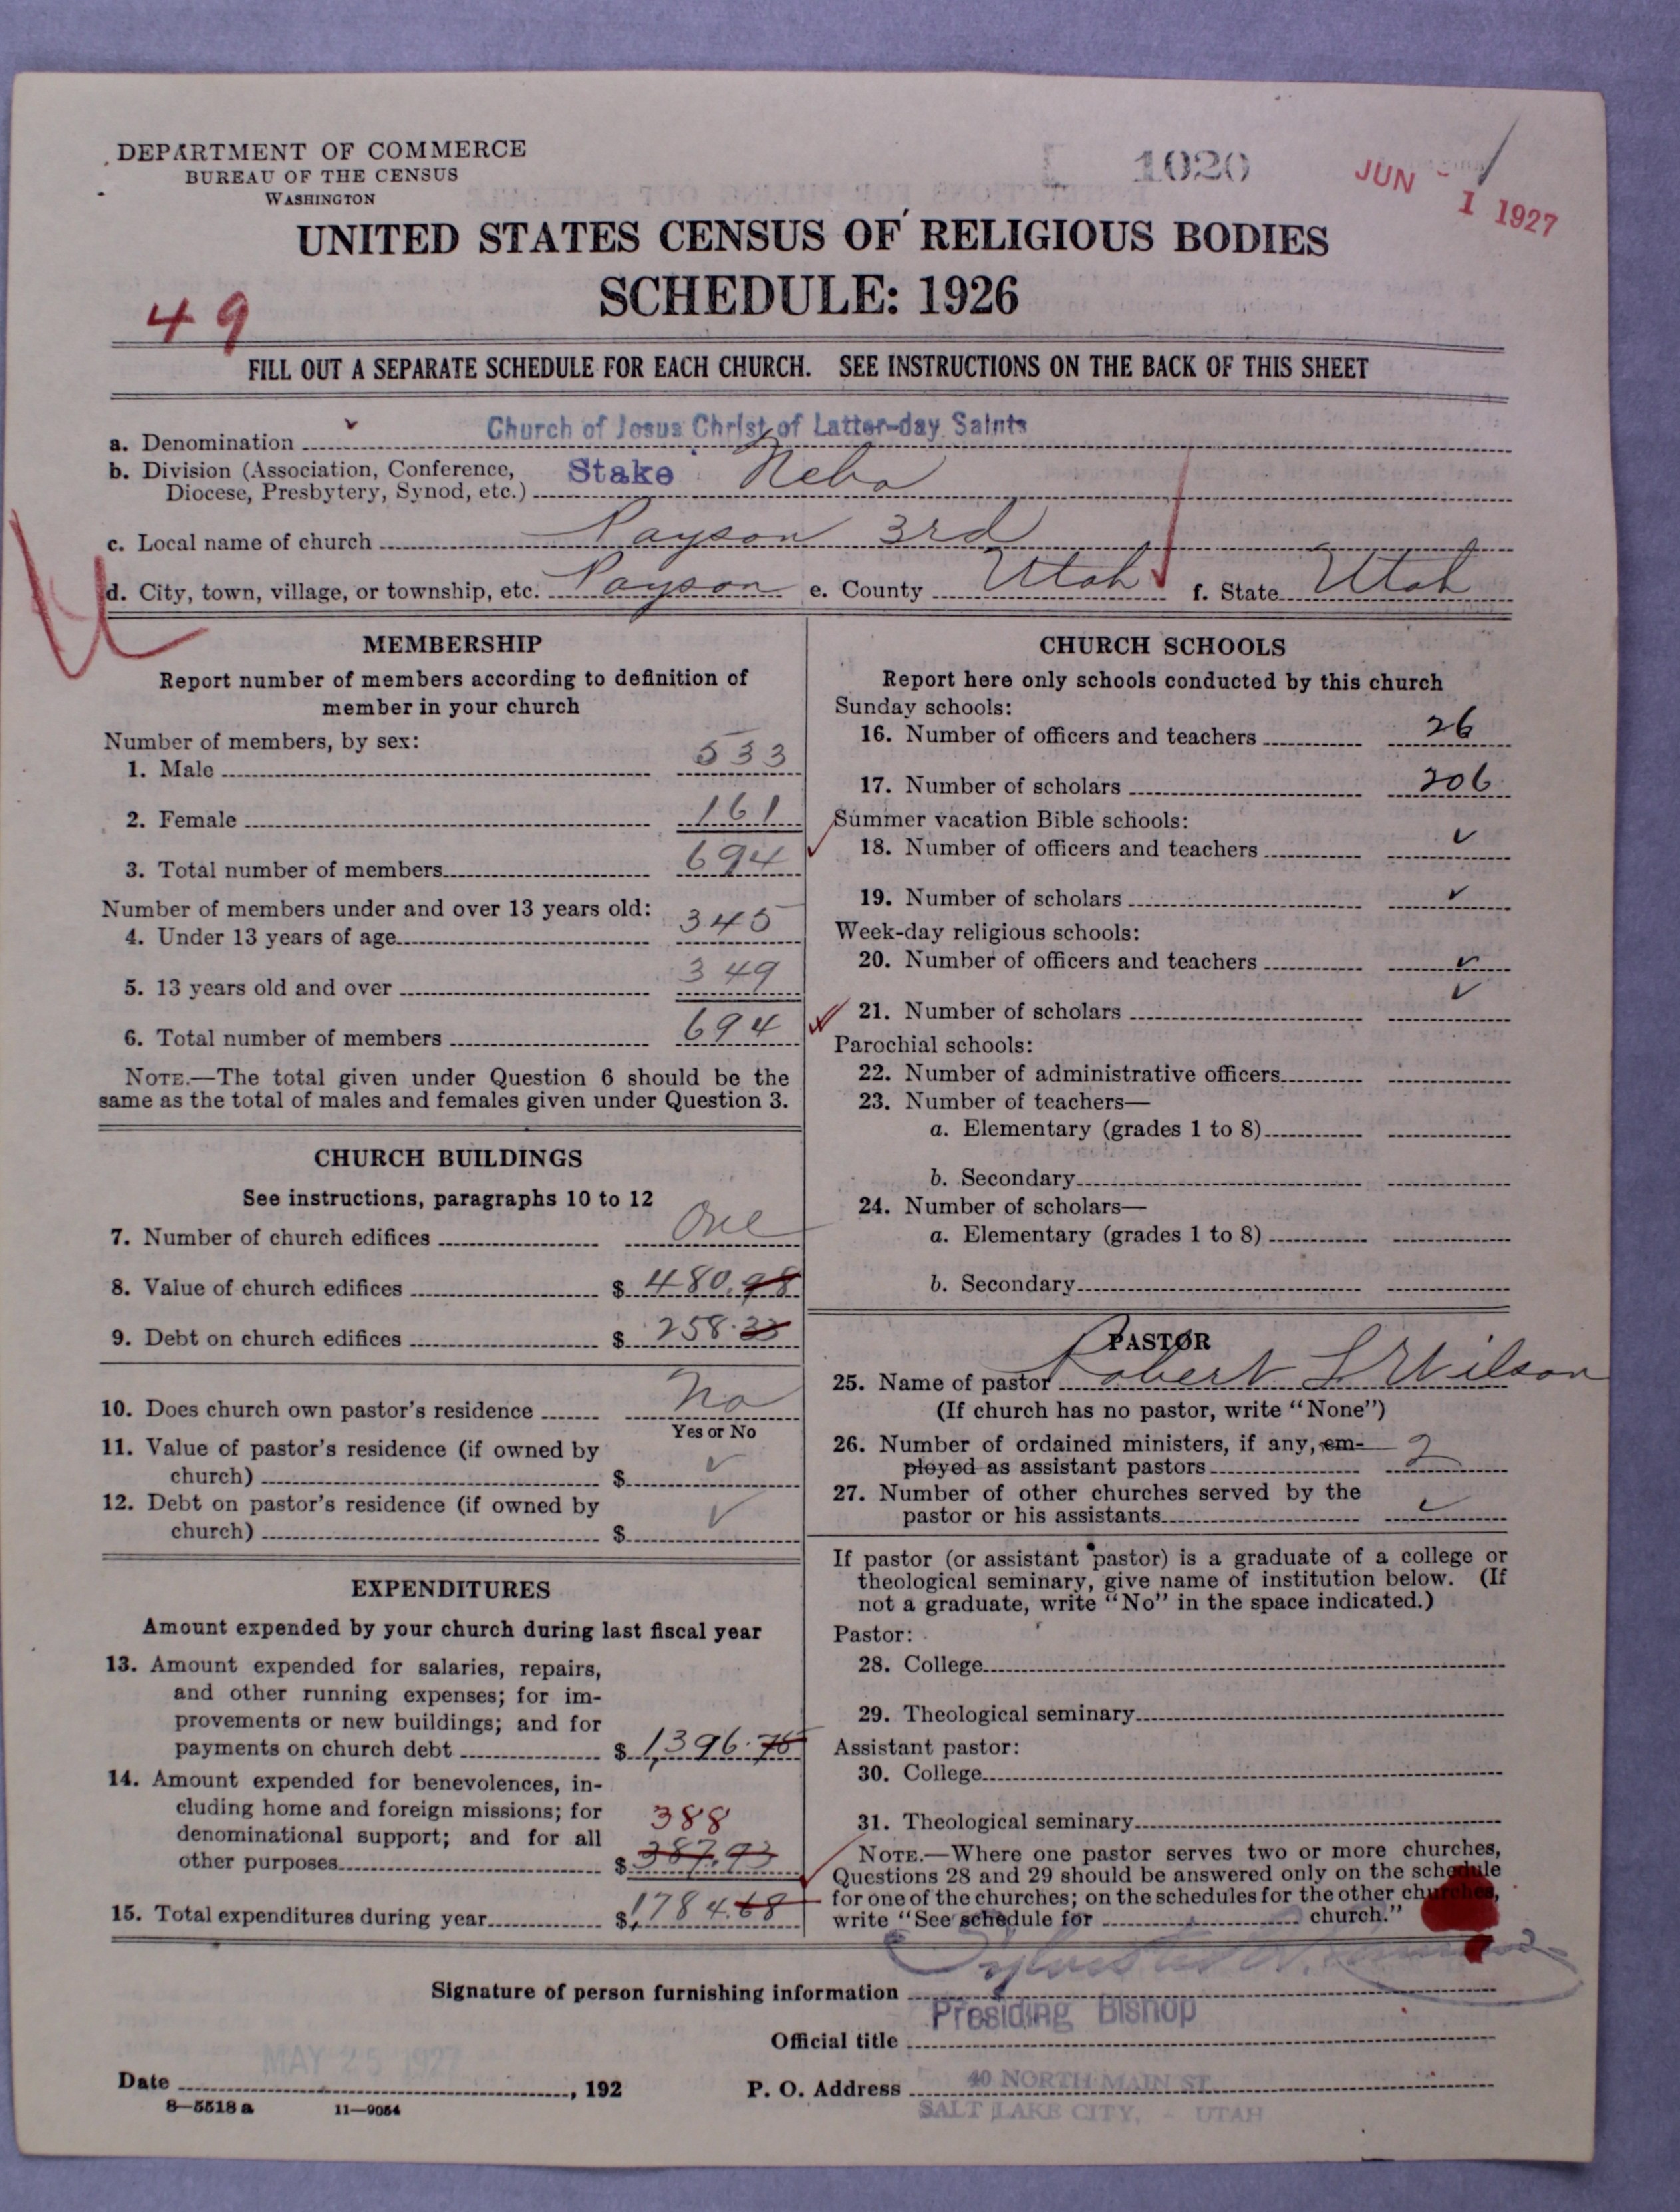 DEPARTMENT OF COMMERCE
BUREAU OF THE CENSUS
WASHINGTON
1020
JUN - 1 1927
UNITED STATES CENSUS OF RELIGIOUS BODIES
SCHEDULE: 1926
49
FILL OUT A SEPARATE SCHEDULE FOR EACH CHURCH. SEE INSTRUCTIONS ON THE BACK OF THIS SHEET
a. Denomination Church of Jesus Christ of Latter-day Saints
b. Division (Association, Conference, Diocese, Presbytery, Synod, etc.) Stake Nebo
c. Local name of church Payson 3rd
d. City, town, village, or township, etc. Payson e. County Utah f. State Utah
MEMBERSHIP
Report number of members according to definition of
member in your church
Number of members, by sex:
1. Male 533
2. Female 161
3. Total number of members 694
Number of members under and over 13 years old:
4. Under 13 years of age 345
5. 13 years old and over 349
6. Total number of members 694
NOTE.—The total given under Question 6 should be the
same as the total of males and females given under Question 3.
CHURCH BUILDINGS
See instructions, paragraphs 10 to 12
7. Number of church edifices One
8. Value of church edifices $ 480.98
9. Debt on church edifices $ 258.33
10. Does church own pastor's residence No
Yes or No
11. Value of pastor's residence (if owned by
church) $ ✓
12. Debt on pastor's residence (if owned by
church) $ ✓
EXPENDITURES
Amount expended by your church during last fiscal year
13. Amount expended for salaries, repairs,
and other running expenses; for im-
provements or new buildings; and for
payments on church debt $ 1,396.75
14. Amount expended for benevolences, in-
cluding home and foreign missions; for
denominational support; and for all 388
other purposes $ 387.93
15. Total expenditures during year $ 1,784.68
CHURCH SCHOOLS
Report here only schools conducted by this church
Sunday schools:
16. Number of officers and teachers 26
17. Number of scholars 206
Summer vacation Bible schools:
18. Number of officers and teachers ✓
19. Number of scholars ✓
Week-day religious schools:
20. Number of officers and teachers ✓
21. Number of scholars ✓
Parochial schools:
22. Number of administrative officers
23. Number of teachers—
a. Elementary (grades 1 to 8)
b. Secondary
24. Number of scholars—
a. Elementary (grades 1 to 8)
b. Secondary
PASTOR
25. Name of pastor Robert L Wilson
(If church has no pastor, write "None")
26. Number of ordained ministers, if any, em-
ployed as assistant pastors 2
27. Number of other churches served by the
pastor or his assistants ✓
If pastor (or assistant pastor) is a graduate of a college or
theological seminary, give name of institution below. (If
not a graduate, write "No" in the space indicated.)
Pastor:
28. College
29. Theological seminary
Assistant pastor:
30. College
31. Theological seminary
NOTE.—Where one pastor serves two or more churches,
Questions 28 and 29 should be answered only on the schedule
for one of the churches; on the schedules for the other churches,
write "See schedule for church."
Signature of person furnishing information
Official title Presiding Bishop
Date MAY 25 1927, 192 P. O. Address 40 NORTH MAIN ST.
SALT LAKE CITY, - UTAH
8—5518 a 11—9054